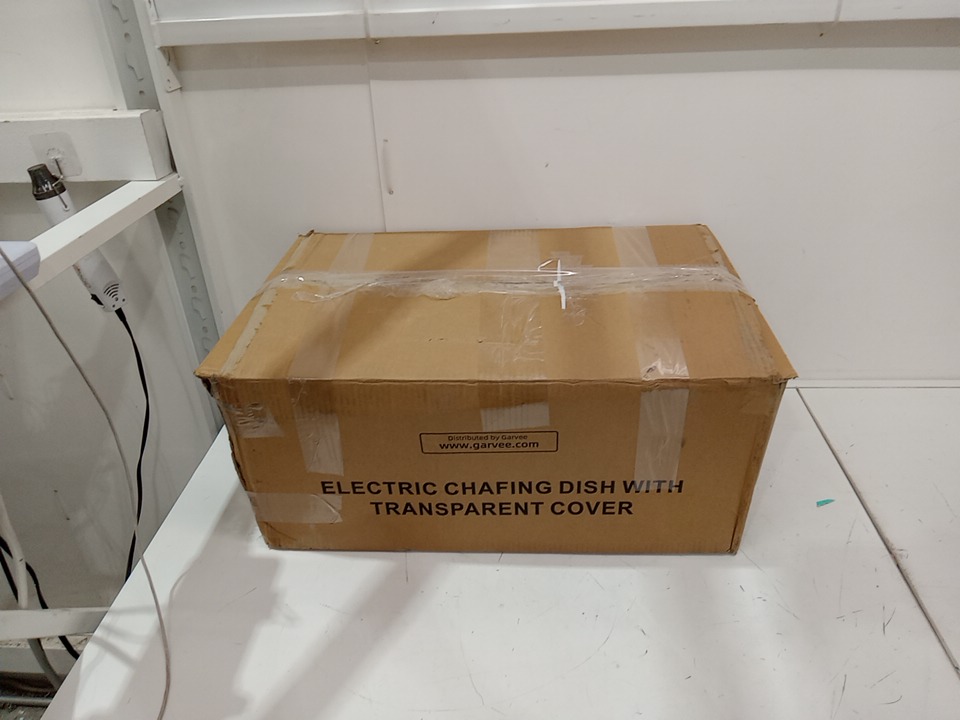 Distributed by Garvee
www.garvee.com
ELECTRIC CHAFING DISH WITH
TRANSPARENT COVER